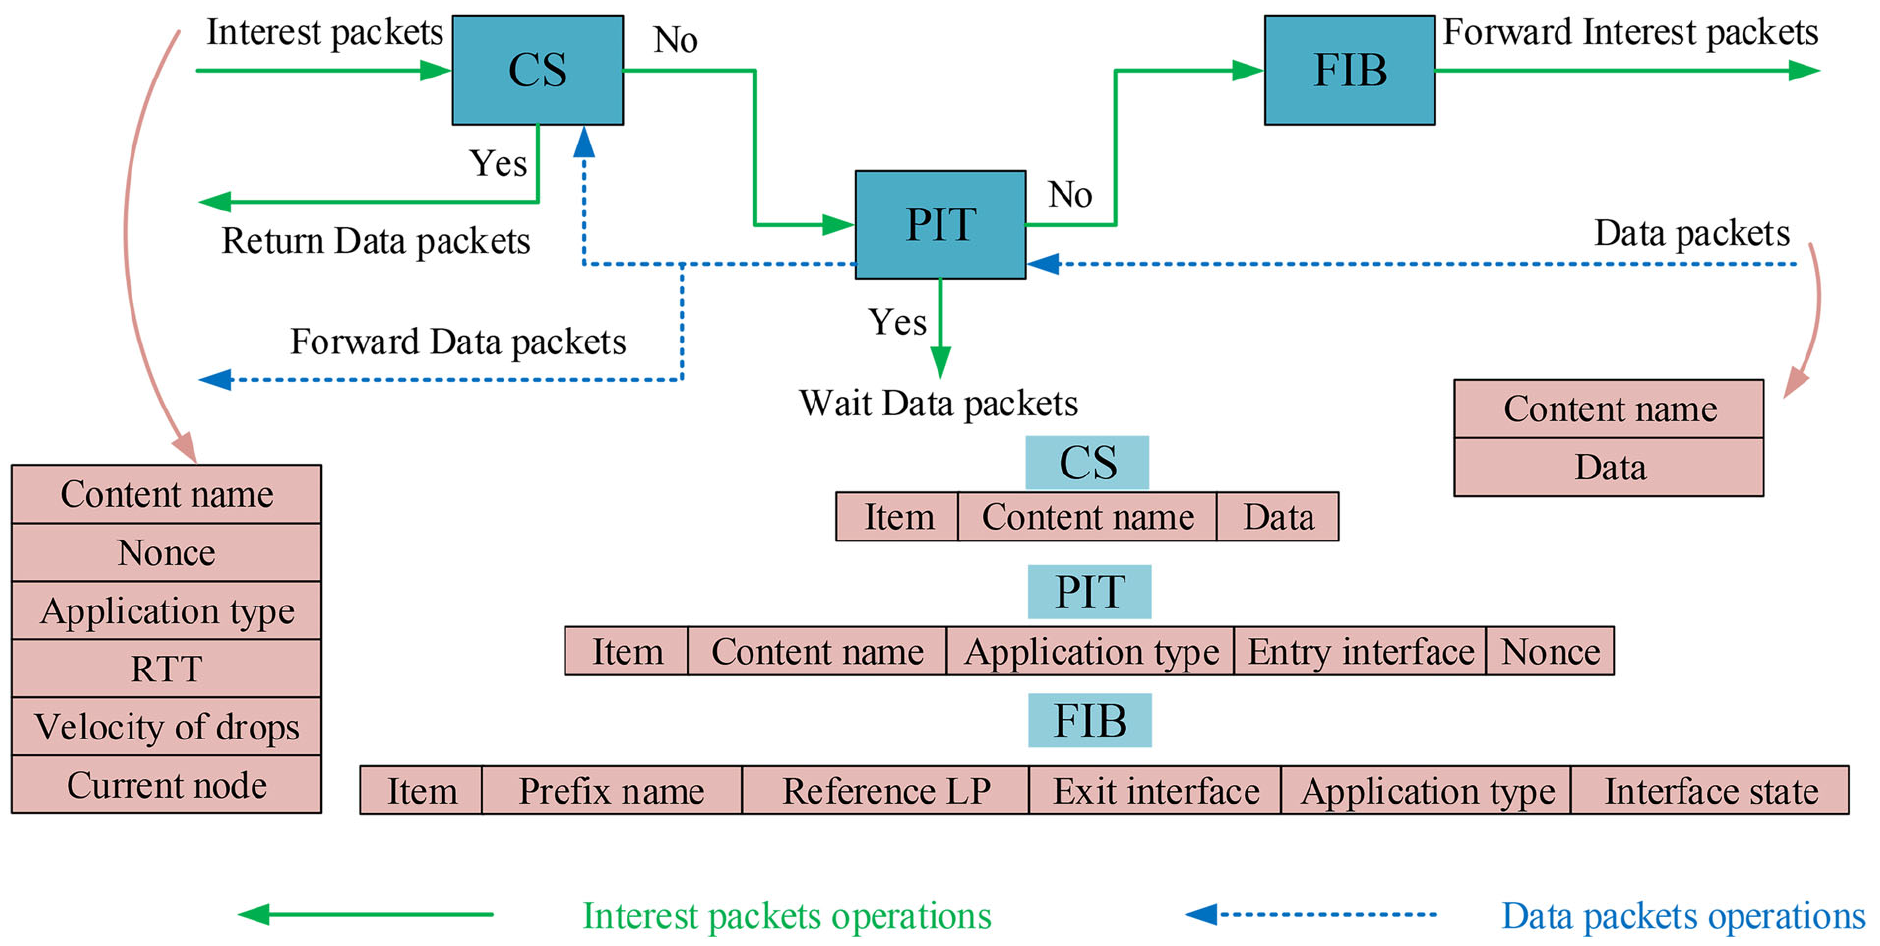 Interest packets
CS
No
FIB
Forward Interest packets
Yes
PIT
No
Return Data packets
Data packets
Forward Data packets
Yes
Wait Data packets
Content name
Data
Content name
Nonce
Application type
RTT
Velocity of drops
Current node
CS
Item Content name Data
PIT
Item Content name Application type Entry interface Nonce
FIB
Item Prefix name Reference LP Exit interface Application type Interface state
Interest packets operations
Data packets operations